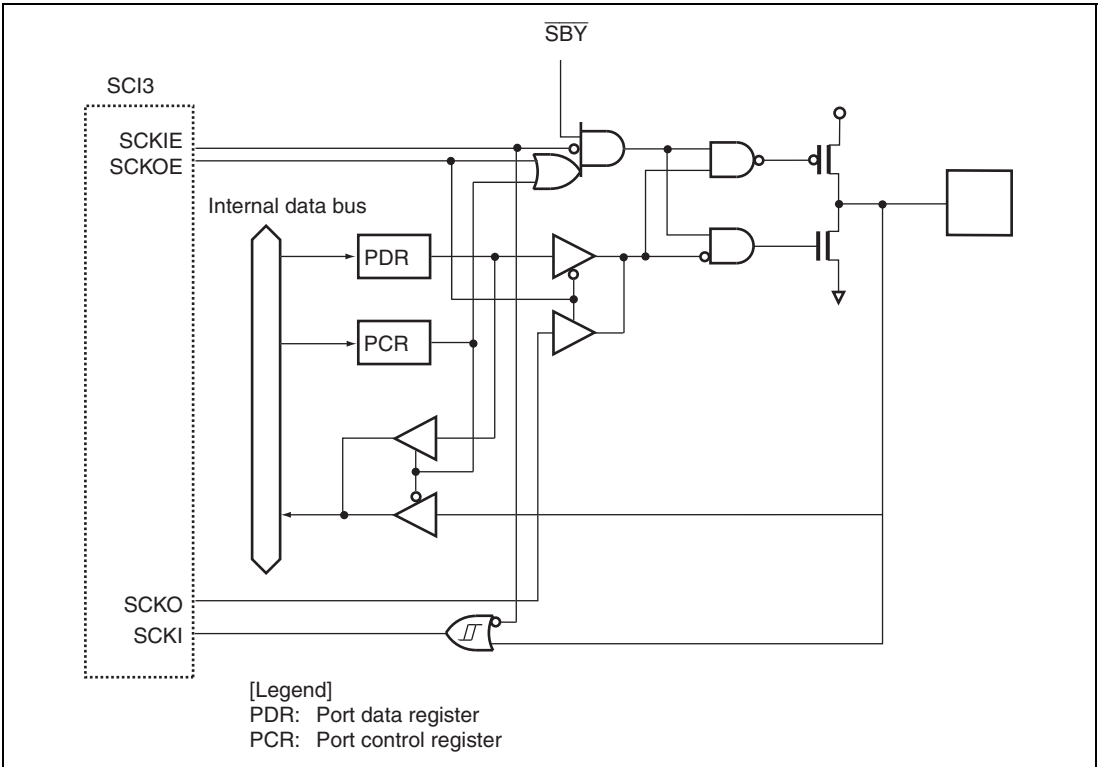 SBY
SCI3
SCKIE
SCKOE
Internal data bus
PDR
PCR
SCKO
SCKI
[Legend]
PDR: Port data register
PCR: Port control register